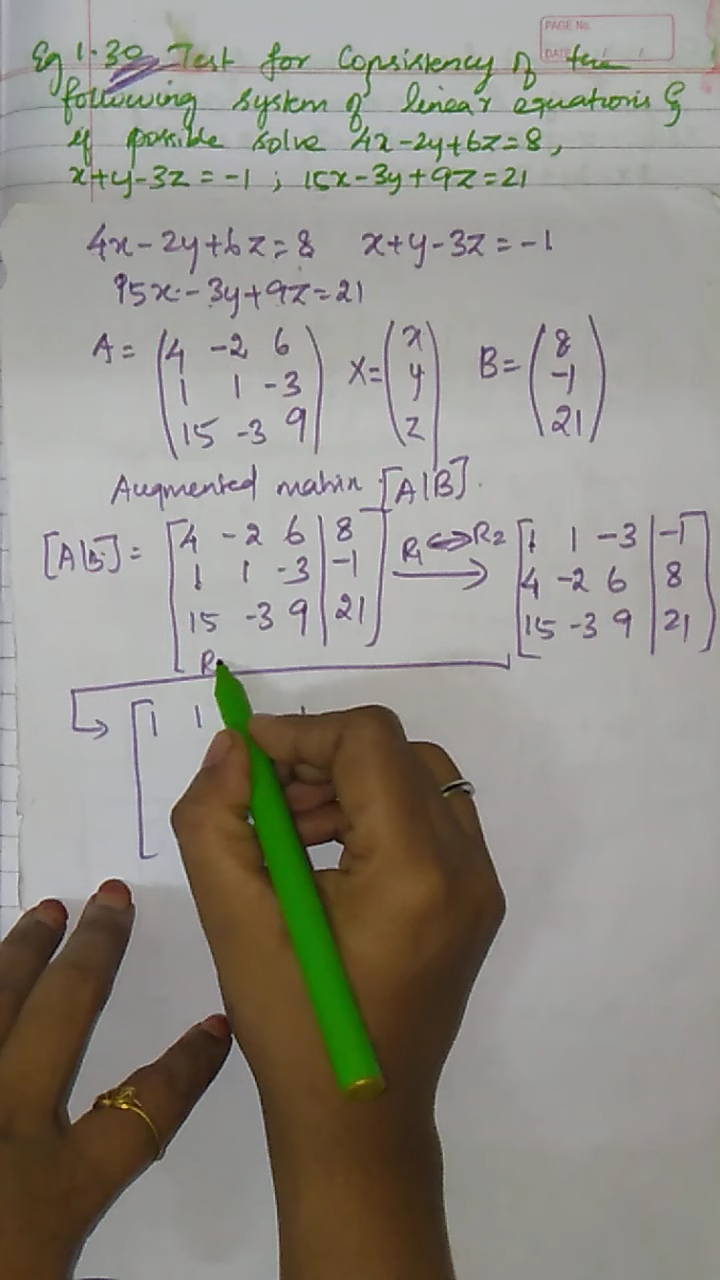 PAGE No.
DATE / /
Eg 1.30 Test for Consistency of the
following system of linear equations &
if possible solve 4x-2y+6z=8,
x+y-3z=-1 ; 15x-3y+9z=21
4x-2y+6z=8 x+y-3z=-1
15x-3y+9z=21
A= (4 -2 6 X= (x B= (8
1 1 -3 y -1
15 -3 9) z) 21)
Augmented matrix [A|B].
[A|B]= [4 -2 6 | 8 R1⇔R2 [1 1 -3 | -1
1 1 -3 | -1 → 4 -2 6 | 8
15 -3 9 | 21] 15 -3 9 | 21]
R
→ [1 1